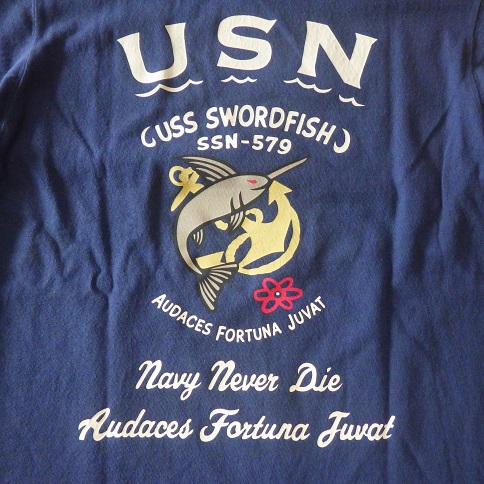 USN
USS SWORDFISH
SSN-579
AUDACES FORTUNA JUVAT
Navy Never Die
Audaces Fortuna Juvat